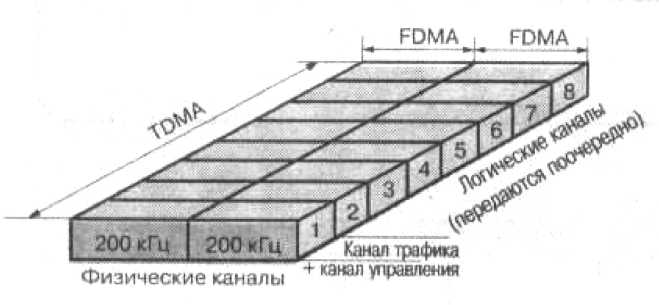 FDMA FDMA
TDMA
1 2 3 4 5 6 7 8
Логические каналы
(передаются поочередно)
200 кГц 200 кГц
Канал трафика
+ канал управления
Физические каналы